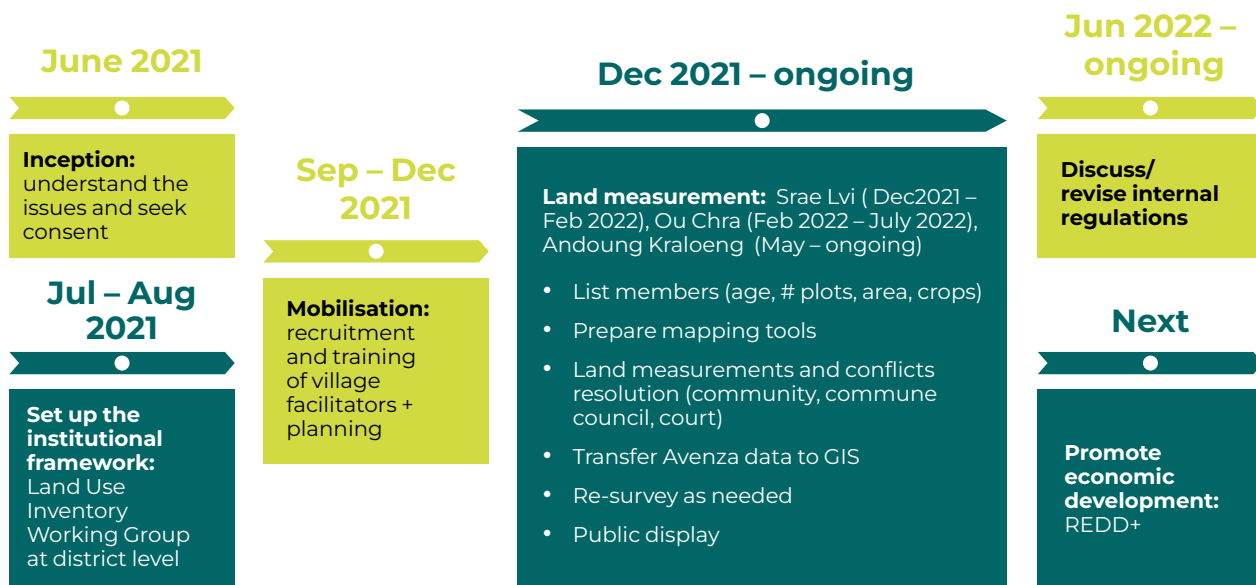 June 2021
Inception:
understand the
issues and seek
consent
Jul – Aug
2021
Set up the
institutional
framework:
Land Use
Inventory
Working Group
at district level
Sep – Dec
2021
Mobilisation:
recruitment
and training
of village
facilitators +
planning
Dec 2021 – ongoing
Land measurement: Srae Lvi ( Dec2021 –
Feb 2022), Ou Chra (Feb 2022 – July 2022),
Andoung Kraloeng (May – ongoing)
• List members (age, # plots, area, crops)
• Prepare mapping tools
• Land measurements and conflicts
resolution (community, commune
council, court)
• Transfer Avenza data to GIS
• Re-survey as needed
• Public display
Jun 2022 –
ongoing
Discuss/
revise internal
regulations
Next
Promote
economic
development:
REDD+